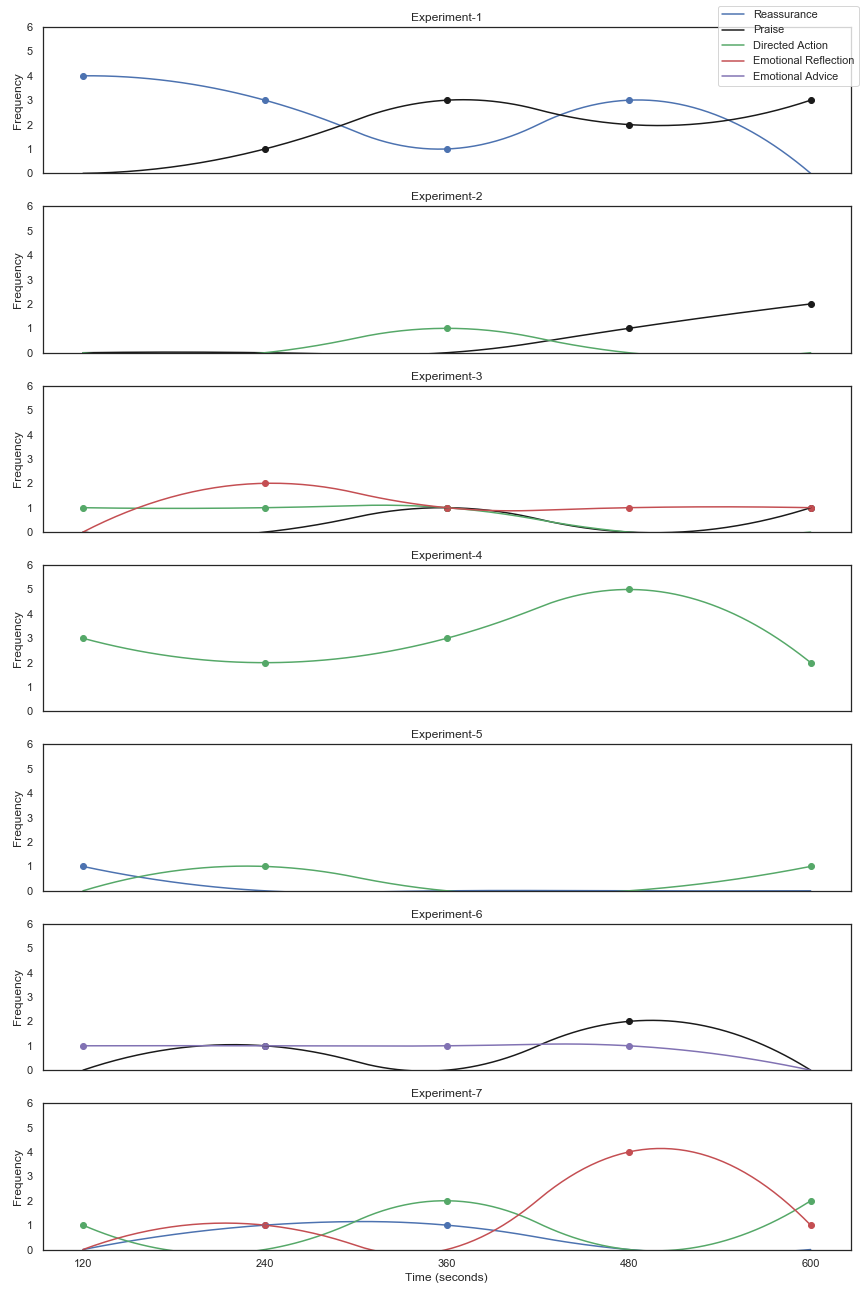 Experiment-1
Reassurance
Praise
Directed Action
Emotional Reflection
Emotional Advice
Frequency
6
5
4
3
2
1
0
Experiment-2
Frequency
6
5
4
3
2
1
0
Experiment-3
Frequency
6
5
4
3
2
1
0
Experiment-4
Frequency
6
5
4
3
2
1
0
Experiment-5
Frequency
6
5
4
3
2
1
0
Experiment-6
Frequency
6
5
4
3
2
1
0
Experiment-7
Frequency
6
5
4
3
2
1
0
120 240 360 480 600
Time (seconds)